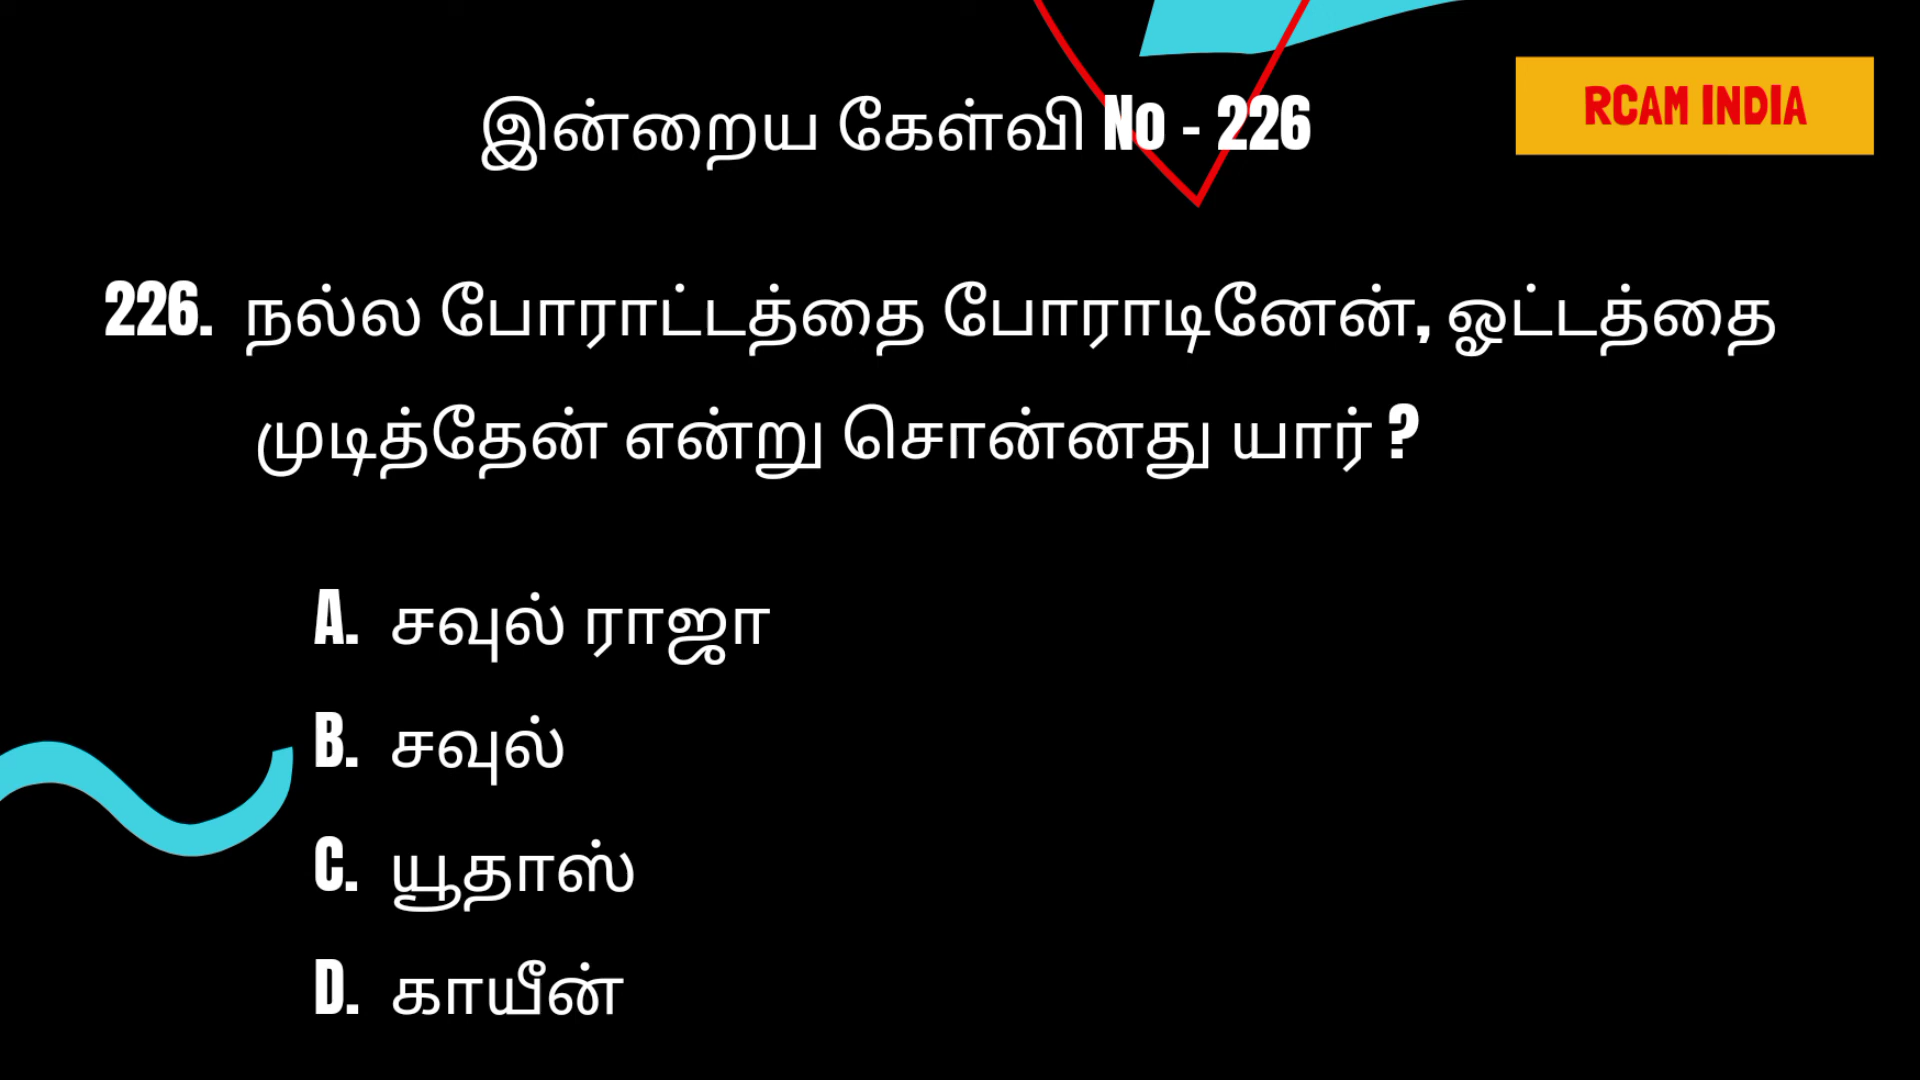 இன்றைய கேள்வி No - 226
RCAM INDIA
226. நல்ல போராட்டத்தை போராடினேன், ஓட்டத்தை
முடித்தேன் என்று சொன்னது யார் ?
A. சவுல் ராஜா
B. சவுல்
C. யூதாஸ்
D. காயீன்